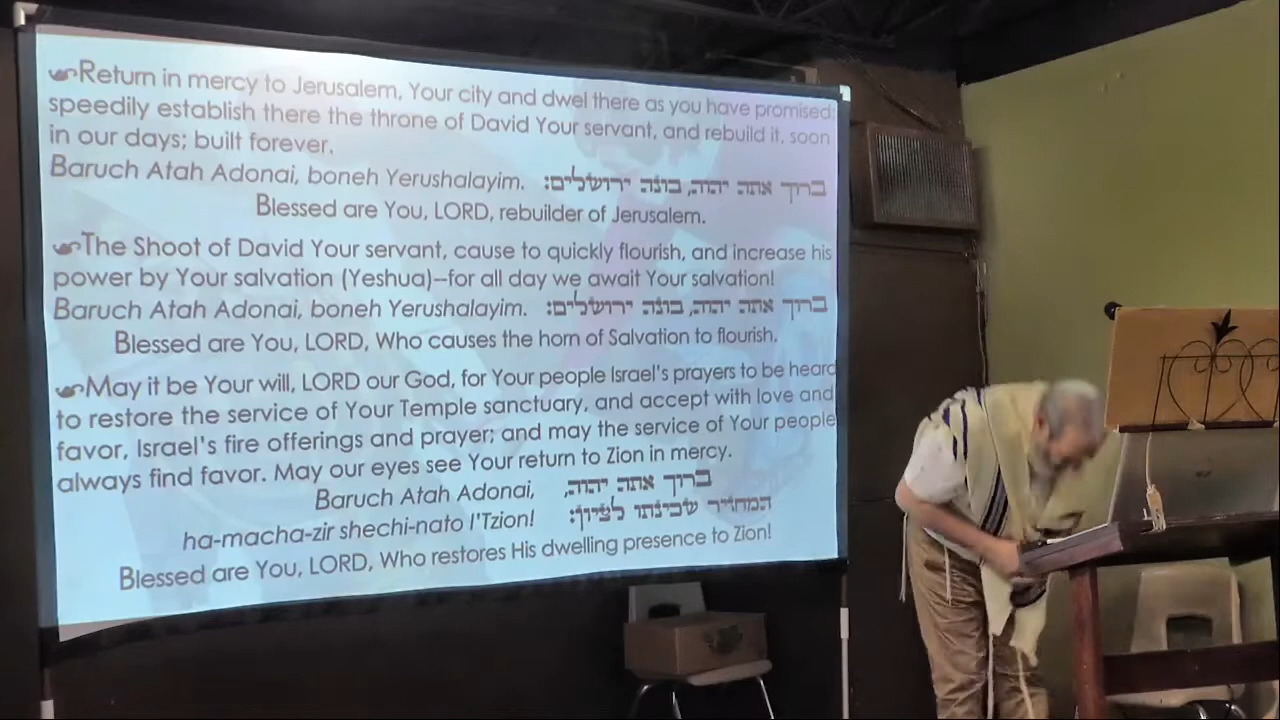 Return in mercy to Jerusalem, Your city and dwel there as you have promised:
speedily establish there the throne of David Your servant, and rebuild it, soon
in our days; built forever.
Baruch Atah Adonai, boneh Yerushalayim. ברוך אתה יהוה, בונה ירושלים:
Blessed are You, LORD, rebuilder of Jerusalem.
The Shoot of David Your servant, cause to quickly flourish, and increase his
power by Your salvation (Yeshua)–for all day we await Your salvation!
Baruch Atah Adonai, boneh Yerushalayim. ברוך אתה יהוה, בונה ירושלים:
Blessed are You, LORD, Who causes the horn of Salvation to flourish.
May it be Your will, LORD our God, for Your people Israel's prayers to be heard
to restore the service of Your Temple sanctuary, and accept with love and
favor, Israel's fire offerings and prayer; and may the service of Your people
always find favor. May our eyes see Your return to Zion in mercy.
Baruch Atah Adonai, ברוך אתה יהוה,
ha-macha-zir shechi-nato l'Tzion! המחזיר שכינתו לציון:
Blessed are You, LORD, Who restores His dwelling presence to Zion!